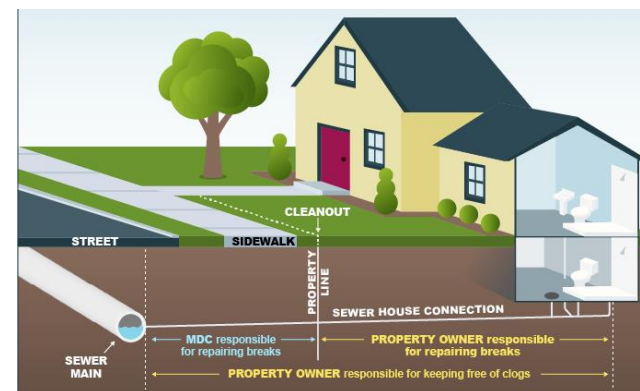 CLEANOUT
STREET
SIDEWALK
PROPERTY
LINE
SEWER HOUSE CONNECTION
MDC responsible
for repairing breaks
PROPERTY OWNER responsible
for repairing breaks
SEWER
MAIN
PROPERTY OWNER responsible for keeping free of clogs